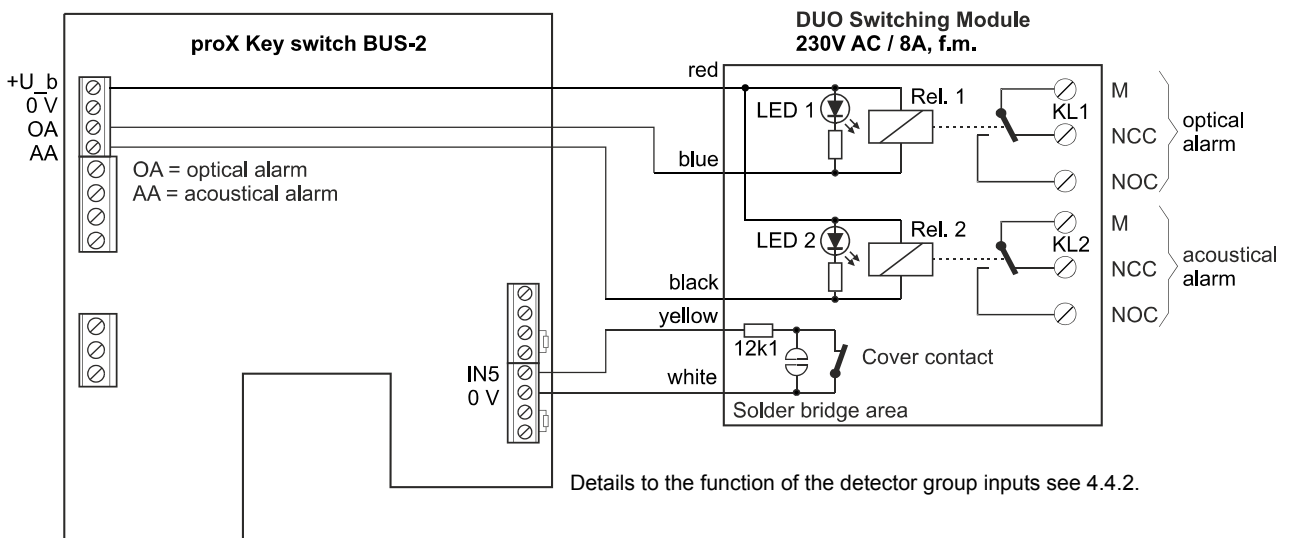 DUO Switching Module
230V AC / 8A, f.m.
proX Key switch BUS-2
+U_b
0 V
OA
AA
OA = optical alarm
AA = acoustical alarm
red
blue
black
yellow
white
LED 1
Rel. 1
KL1
M
NCC
NOC
optical
alarm
LED 2
Rel. 2
KL2
M
NCC
NOC
acoustical
alarm
12k1
Cover contact
Solder bridge area
IN5
0 V
Details to the function of the detector group inputs see 4.4.2.